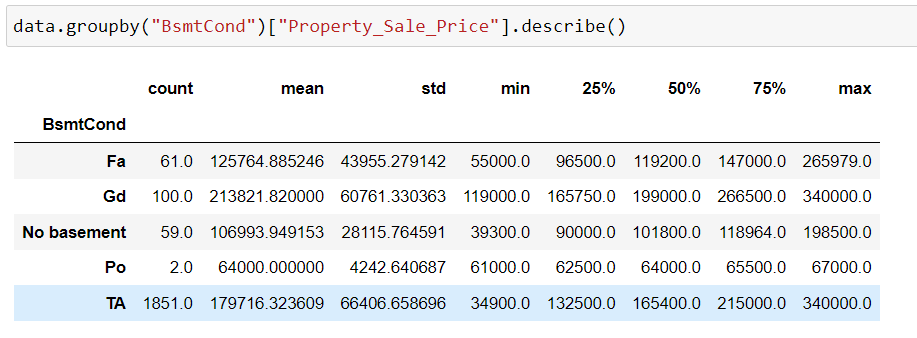 data.groupby("BsmtCond")["Property_Sale_Price"].describe()
count mean std min 25% 50% 75% max
BsmtCond
Fa 61.0 125764.885246 43955.279142 55000.0 96500.0 119200.0 147000.0 265979.0
Gd 100.0 213821.820000 60761.330363 119000.0 165750.0 199000.0 266500.0 340000.0
No basement 59.0 106993.949153 28115.764591 39300.0 90000.0 101800.0 118964.0 198500.0
Po 2.0 64000.000000 4242.640687 61000.0 62500.0 64000.0 65500.0 67000.0
TA 1851.0 179716.323609 66406.658696 34900.0 132500.0 165400.0 215000.0 340000.0